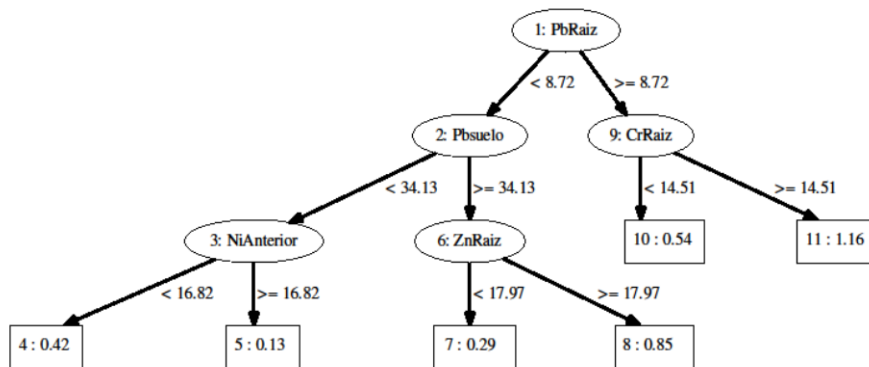 1: PbRaiz
< 8.72
>= 8.72
2: Pbsuelo
9: CrRaiz
< 34.13
>= 34.13
< 14.51
>= 14.51
3: NiAnterior
6: ZnRaiz
10 : 0.54
11 : 1.16
< 16.82
>= 16.82
< 17.97
>= 17.97
4 : 0.42
5 : 0.13
7 : 0.29
8 : 0.85